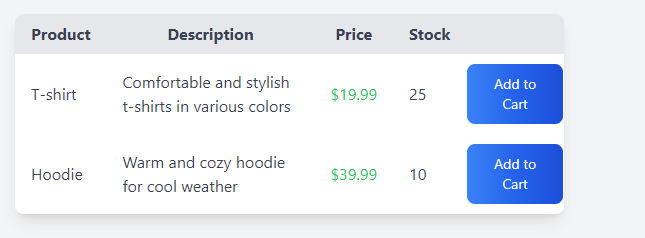 Product Description Price Stock
Comfortable and stylish Add to
T-shirt $19.99 25
t-shirts in various colors Cart
Warm and cozy hoodie Add to
Hoodie $39.99 10
for cool weather Cart